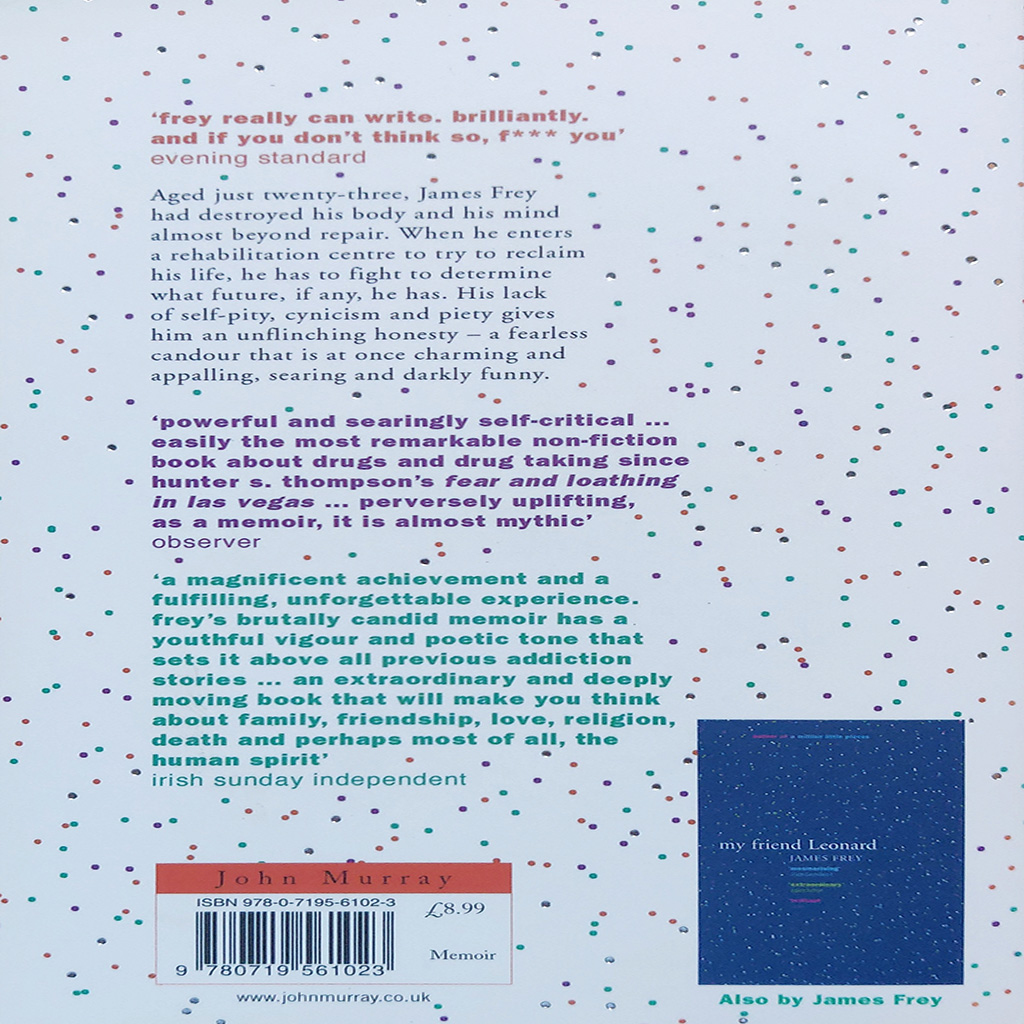 ‘frey really can write. brilliantly.
and if you don’t think so, f*** you’
evening standard
Aged just twenty-three, James Frey
had destroyed his body and his mind
almost beyond repair. When he enters
a rehabilitation centre to try to reclaim
his life, he has to fight to determine
what future, if any, he has. His lack
of self-pity, cynicism and piety gives
him an unflinching honesty – a fearless
candour that is at once charming and
appalling, searing and darkly funny.
‘powerful and searingly self-critical ...
easily the most remarkable non-fiction
book about drugs and drug taking since
hunter s. thompson’s fear and loathing
in las vegas ... perversely uplifting,
as a memoir, it is almost mythic’
observer
‘a magnificent achievement and a
fulfilling, unforgettable experience.
frey’s brutally candid memoir has a
youthful vigour and poetic tone that
sets it above all previous addiction
stories ... an extraordinary and deeply
moving book that will make you think
about family, friendship, love, religion,
death and perhaps most of all, the
human spirit’
irish sunday independent
John Murray
ISBN 978-0-7195-6102-3
£8.99
Memoir
9 780719 561023
www.johnmurray.co.uk
author of a million little pieces
my friend Leonard
JAMES FREY
‘mesmerising’
‘extraordinary
Also by James Frey